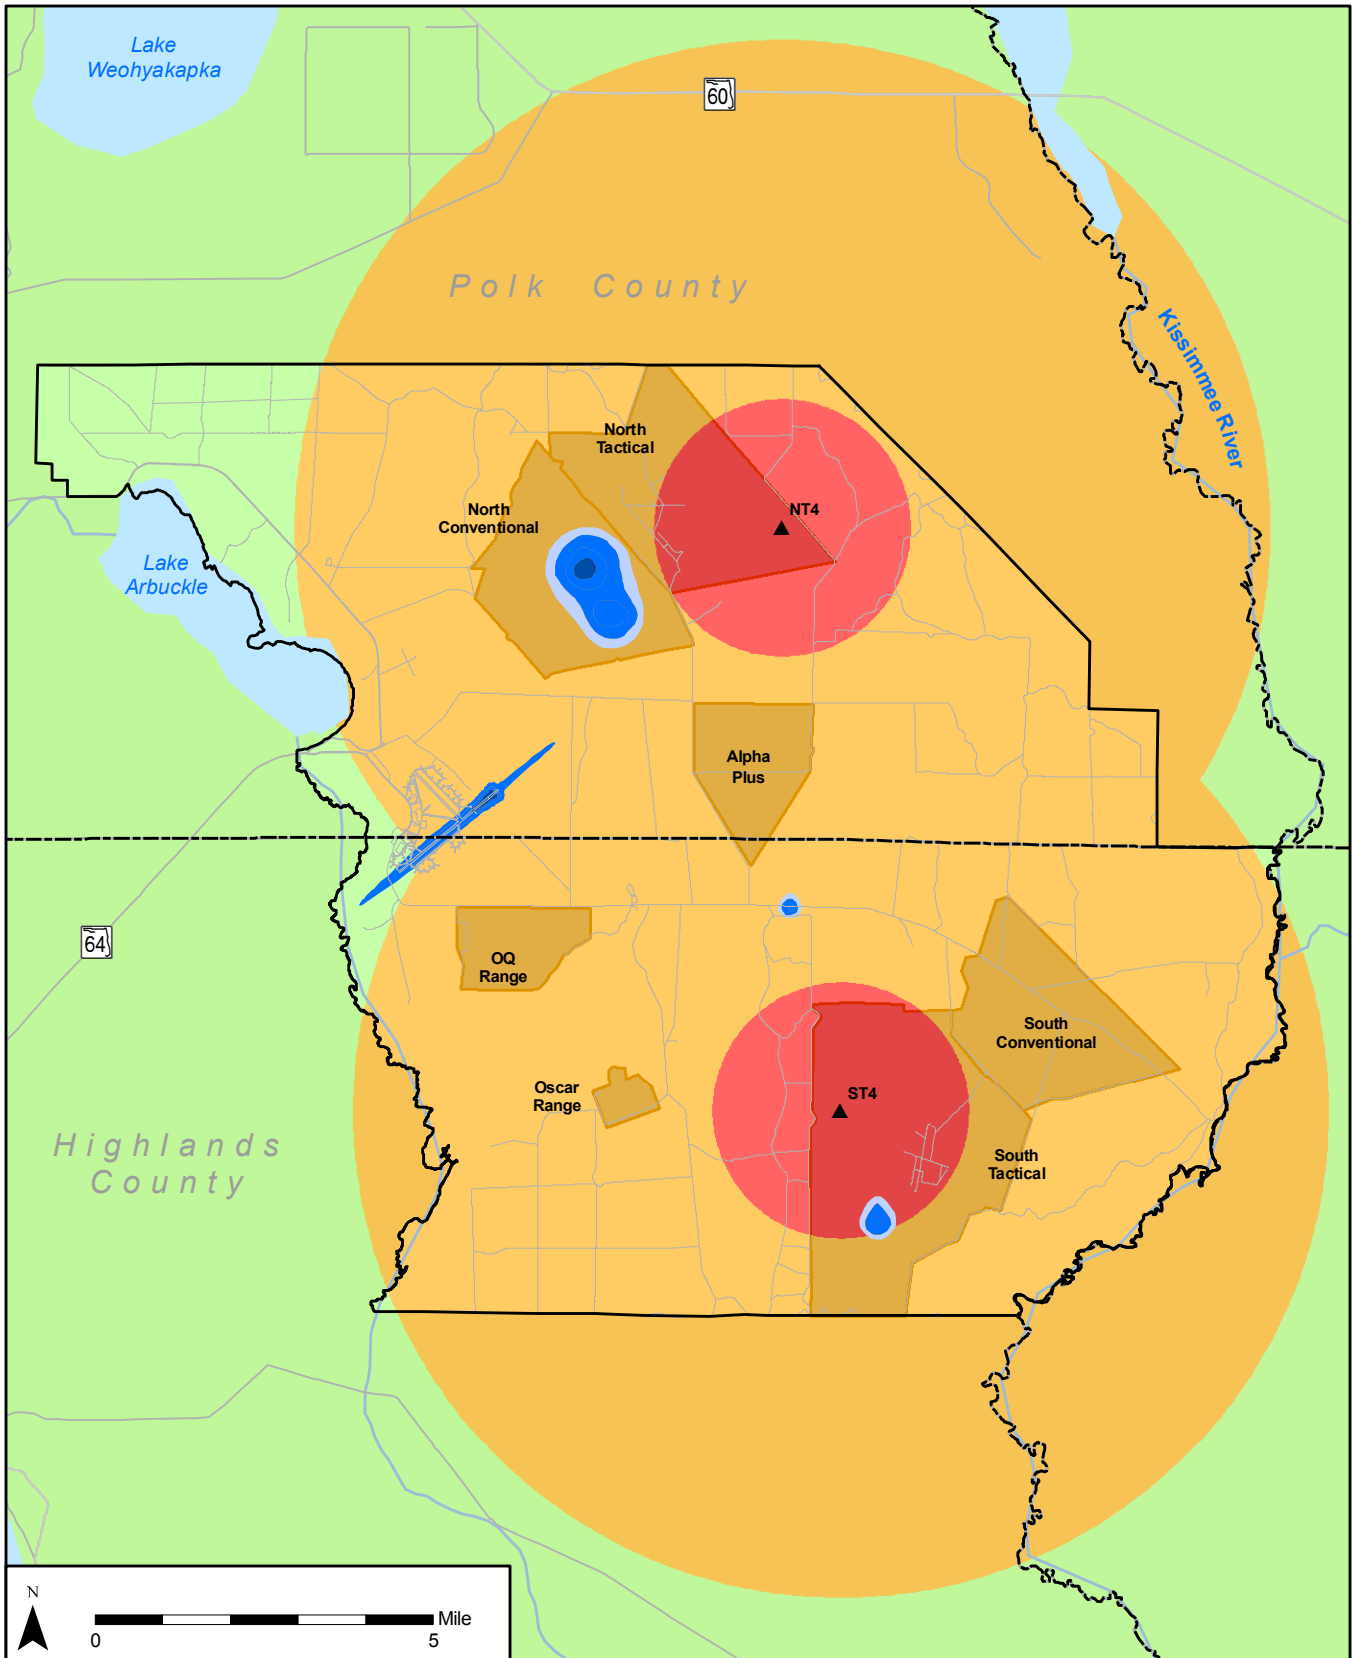 Lake
Weohyakapka
60
Polk County
Kissimmee River
North
Tactical
North
Conventional
NT4
Lake
Arbuckle
Alpha
Plus
64
OQ
Range
South
Conventional
Oscar
Range
ST4
Highlands
County
South
Tactical
N
Mile
0 5